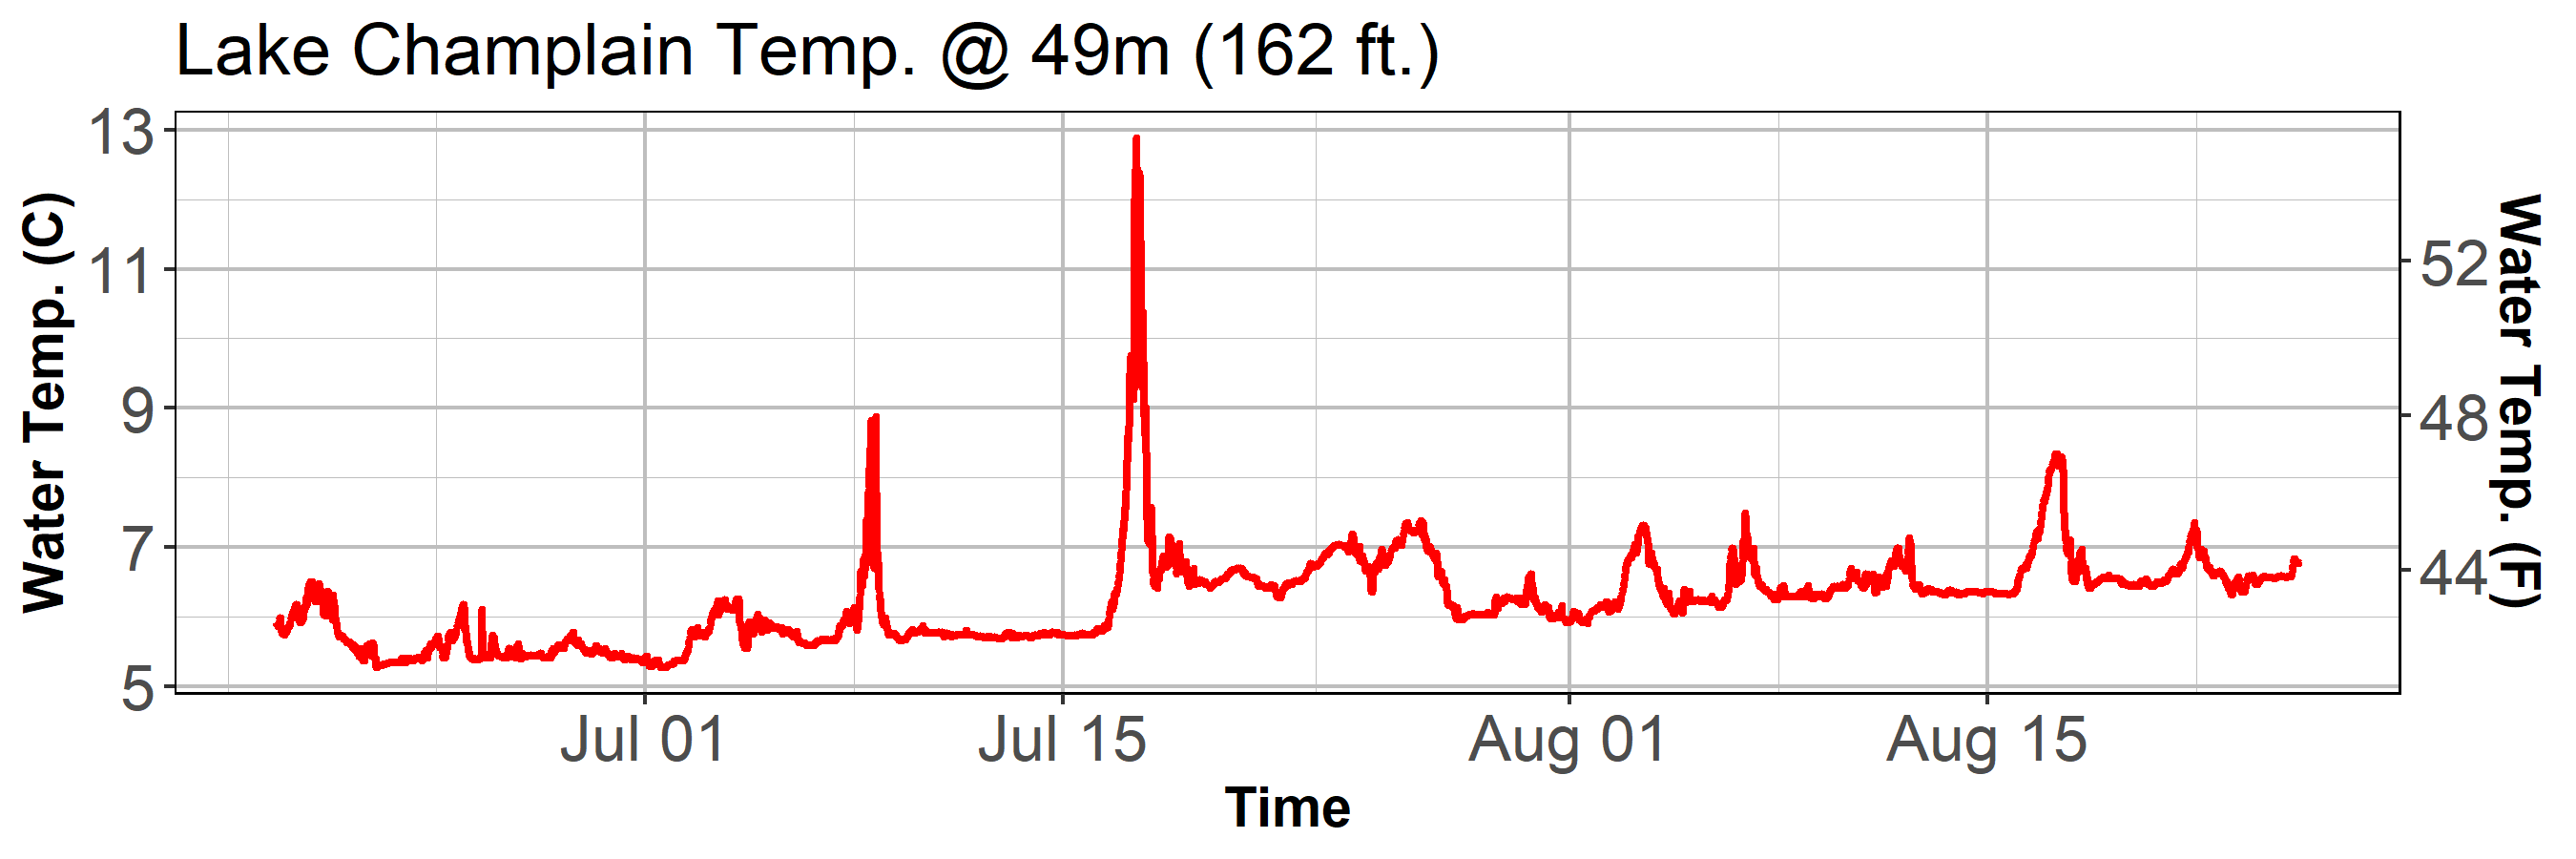 Lake Champlain Temp. @ 49m (162 ft.)
Water Temp. (C)
13
11
9
7
5
52
48
44
Water Temp. (F)
Jul 01
Jul 15
Aug 01
Aug 15
Time